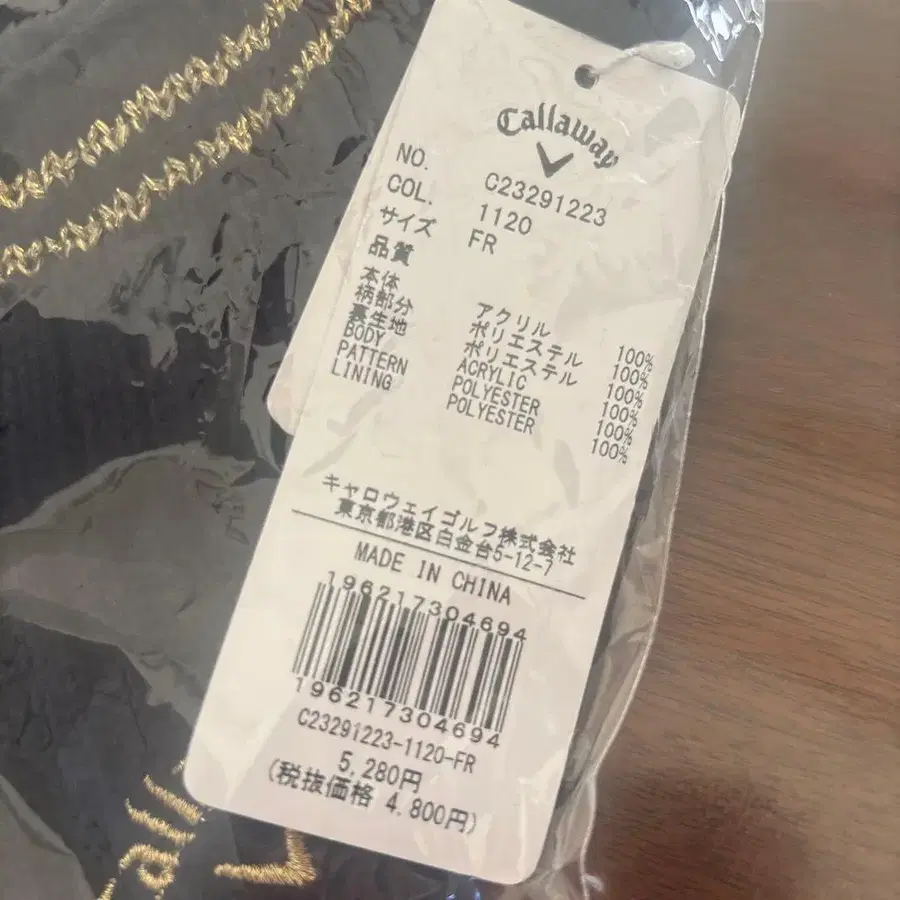 Callaway
NO. C23291223
COL. 1120
サイズ FR
品質
本体 アクリル 100%
柄部分 ポリエステル 100%
裏生地 ポリエステル 100%
BODY ACRYLIC 100%
PATTERN POLYESTER 100%
LINING POLYESTER 100%
キャロウェイゴルフ株式会社
東京都港区白金台5-12-7
MADE IN CHINA
196217304694
196217304694
C23291223-1120-FR
5,280円
(税抜価格 4,800円)